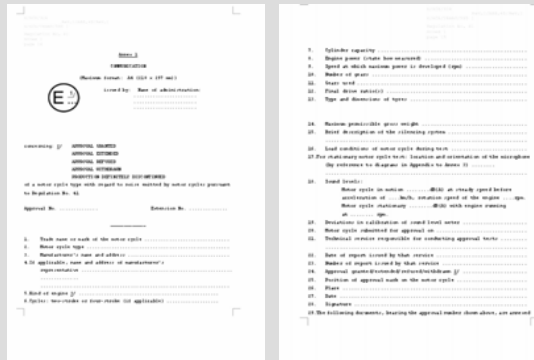 Annex 1
COMMUNICATION
(Maximum format: A4 (210 x 297 mm))
E
issued by: Name of administration:
concerning 2/ APPROVAL GRANTED
APPROVAL EXTENDED
APPROVAL REFUSED
APPROVAL WITHDRAWN
PRODUCTION DEFINITELY DISCONTINUED
of a motor cycle type with regard to noise emitted by motor cycles pursuant
to Regulation No. 41
Approval No. Extension No.
1. Trade name or mark of the motor cycle
2. Motor cycle type
3. Manufacturer's name and address
4. If applicable, name and address of manufacturer's
representative
5. Kind of engine 3/
6. Cycles: two-stroke or four-stroke (if applicable)
7. Cylinder capacity
8. Engine power (state how measured)
9. Speed at which maximum power is developed (rpm)
10. Number of gears
11. Gears used
12. Final drive ratio(s)
13. Type and dimensions of tyres:
14. Maximum permissible gross weight
15. Brief description of the silencing system
16. Load conditions of motor cycle during test
17. For stationary motor cycle test: location and orientation of the microphone
(by reference to diagrams in Appendix to Annex 3)
18. Sound levels:
Motor cycle in motion dB(A) at steady speed before
acceleration of km/h, rotation speed of the engine rpm.
Motor cycle stationary dB(A) with engine running
at rpm.
19. Deviations in calibration of sound level meter
20. Motor cycle submitted for approval on
21. Technical service responsible for conducting approval tests
22. Date of report issued by that service
23. Number of report issued by that service
24. Approval granted/extended/refused/withdrawn 2/
25. Position of approval mark on the motor cycle
26. Place
27. Date
28. Signature
29. The following documents, bearing the approval number shown above, are annexed